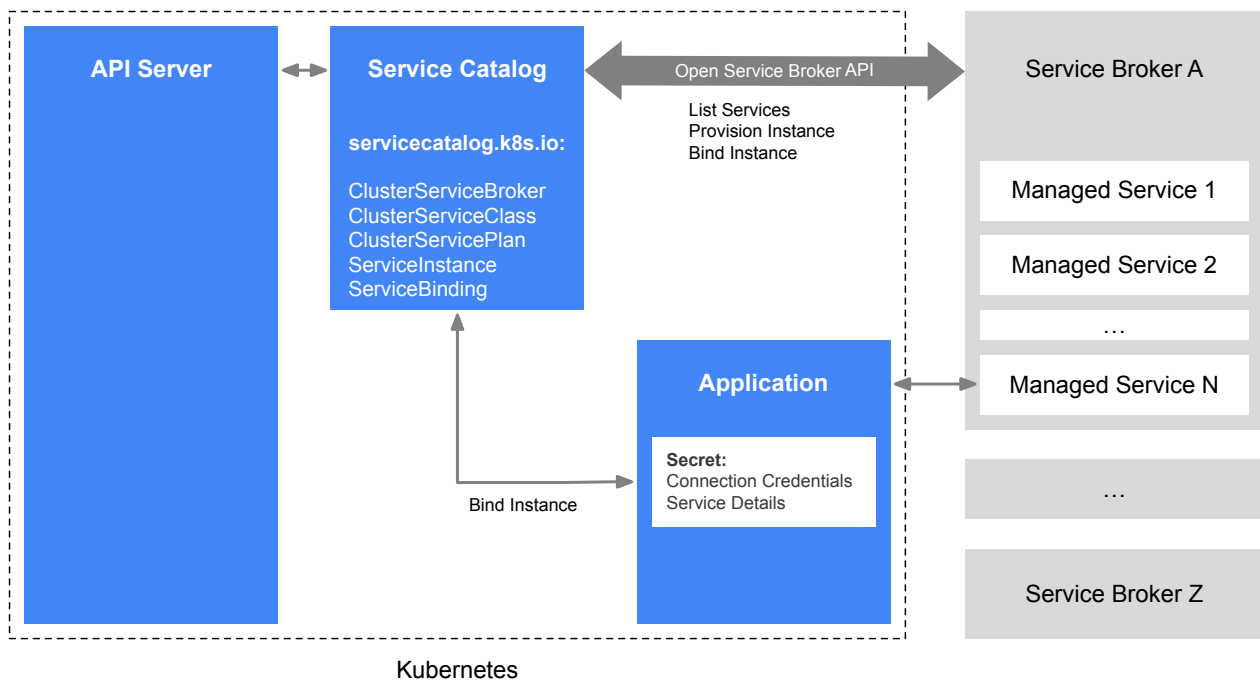 API Server
Service Catalog
servicecatalog.k8s.io:
ClusterServiceBroker
ClusterServiceClass
ClusterServicePlan
ServiceInstance
ServiceBinding
Open Service Broker API
List Services
Provision Instance
Bind Instance
Service Broker A
Managed Service 1
Managed Service 2
...
Managed Service N
Application
Secret:
Connection Credentials
Service Details
Bind Instance
...
Service Broker Z
Kubernetes